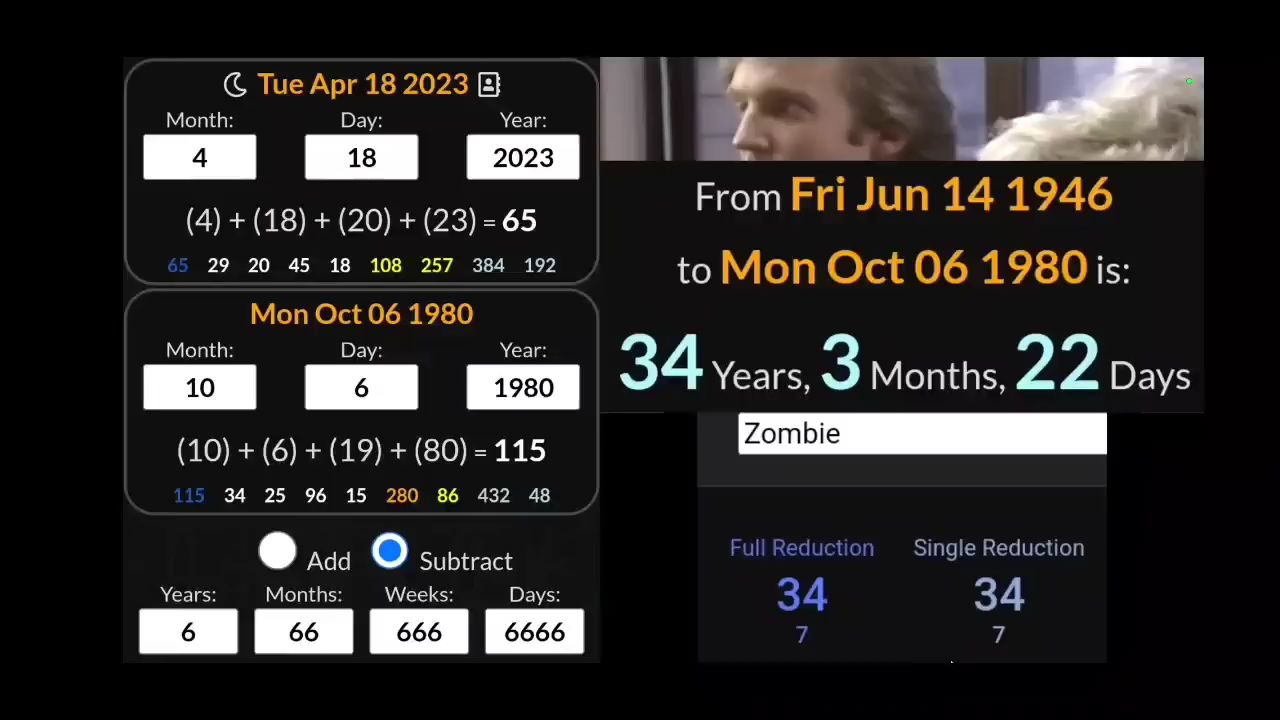 Tue Apr 18 2023
Month: Day: Year:
4 18 2023
(4) + (18) + (20) + (23) = 65
65 29 20 45 18 108 257 384 192
Mon Oct 06 1980
Month: Day: Year:
10 6 1980
(10) + (6) + (19) + (80) = 115
115 34 25 96 15 280 86 432 48
Add Subtract
Years: Months: Weeks: Days:
6 66 666 6666
From Fri Jun 14 1946
to Mon Oct 06 1980 is:
34 Years, 3 Months, 22 Days
Zombie
Full Reduction Single Reduction
34 34
7 7